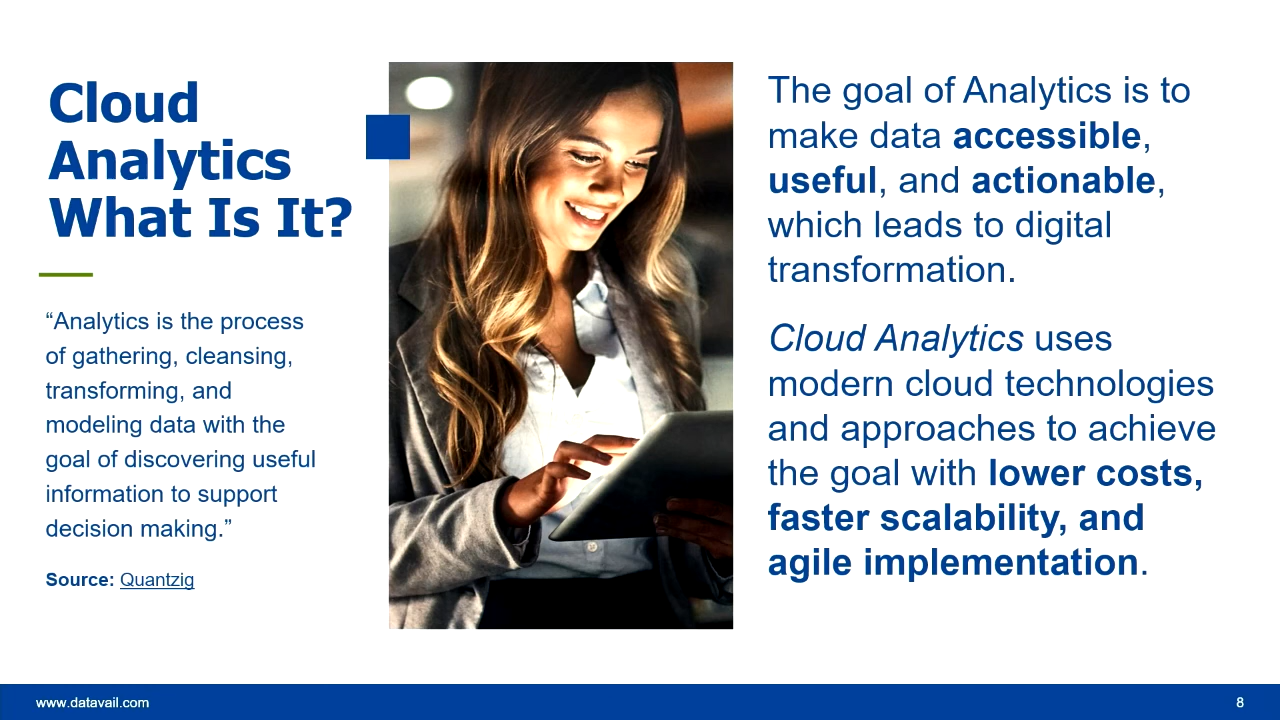 Cloud
Analytics
What Is It?
“Analytics is the process
of gathering, cleansing,
transforming, and
modeling data with the
goal of discovering useful
information to support
decision making.”
Source: Quantzig
The goal of Analytics is to
make data accessible,
useful, and actionable,
which leads to digital
transformation.
Cloud Analytics uses
modern cloud technologies
and approaches to achieve
the goal with lower costs,
faster scalability, and
agile implementation.
www.datavail.com
8